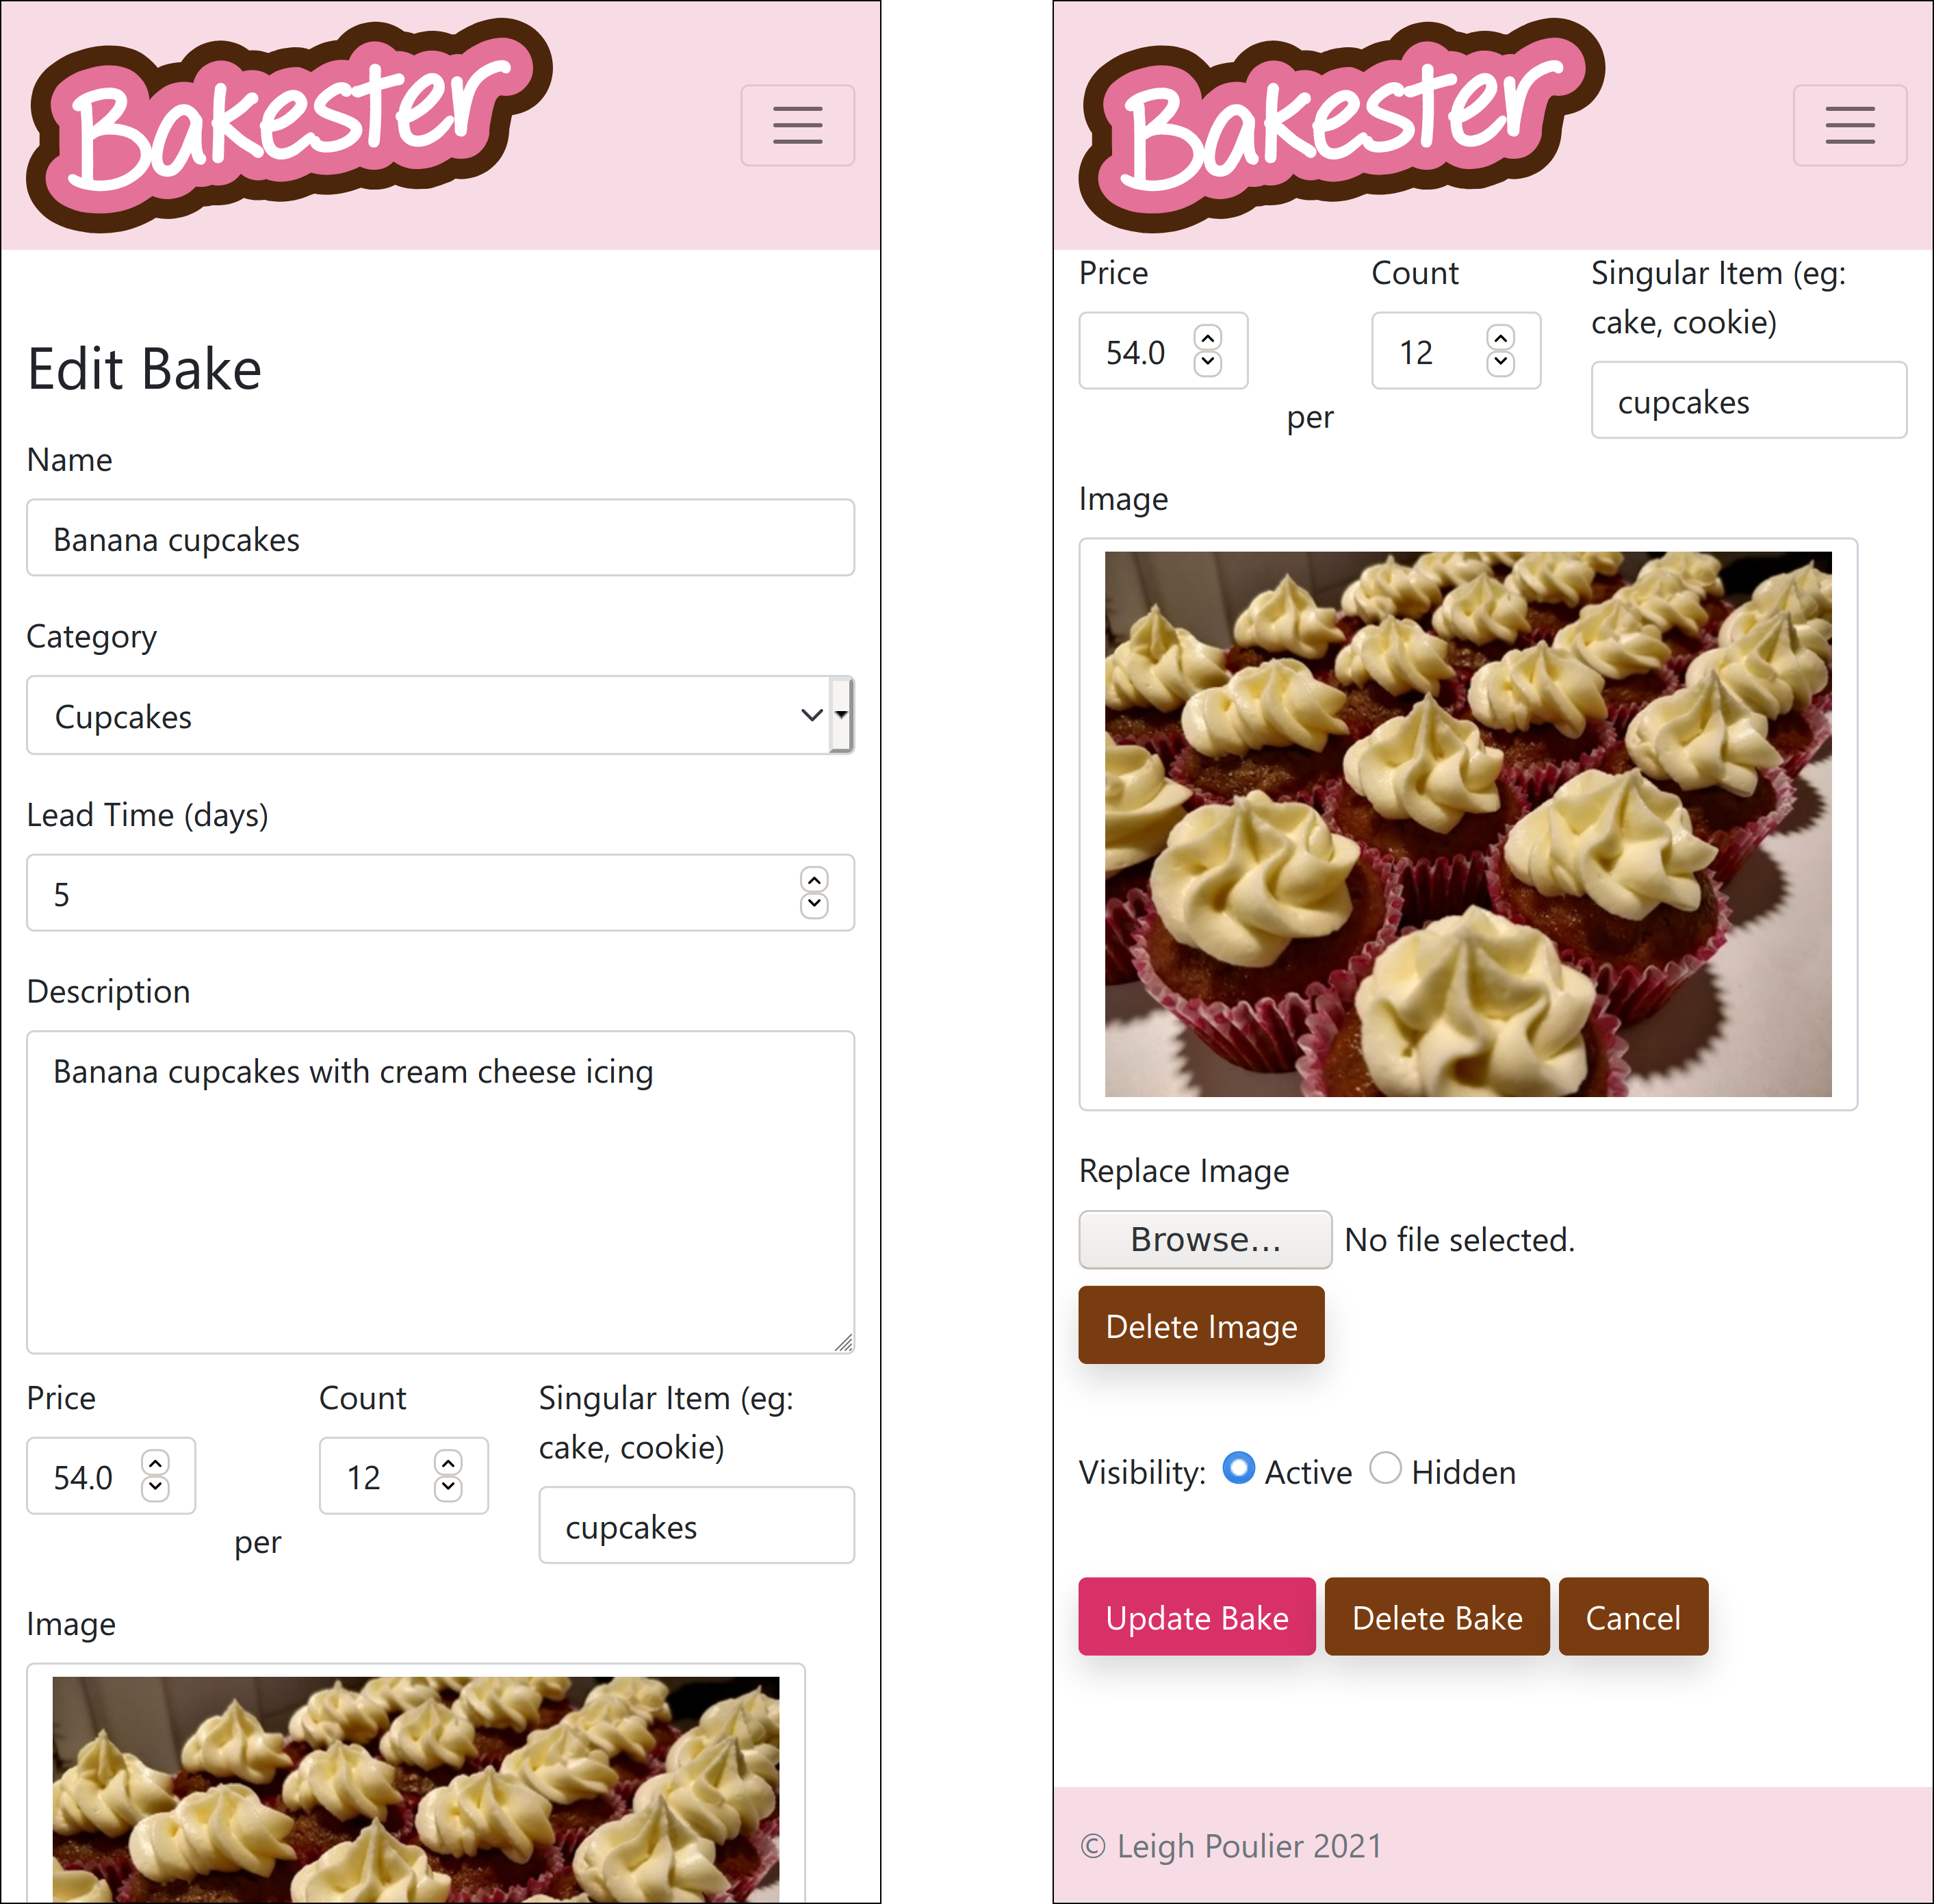 Bakester
Edit Bake
Name
Banana cupcakes
Category
Cupcakes
Lead Time (days)
5
Description
Banana cupcakes with cream cheese icing
Price
54.0
per
Count
12
Singular Item (eg:
cake, cookie)
cupcakes
Image
Bakester
Price
54.0
per
Count
12
Singular Item (eg:
cake, cookie)
cupcakes
Image
Replace Image
Browse... No file selected.
Delete Image
Visibility: Active Hidden
Update Bake Delete Bake Cancel
© Leigh Poulier 2021